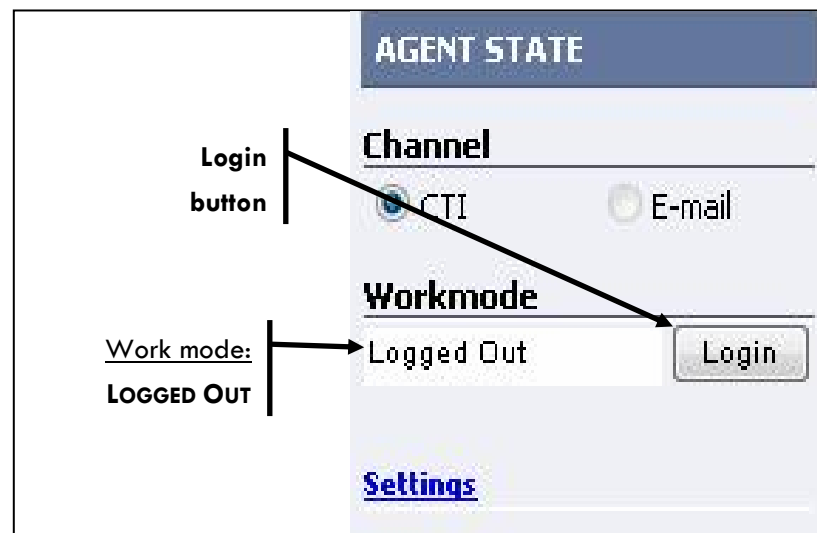 AGENT STATE
Channel
Login
button
CTI E-mail
Workmode
Work mode:
LOGGED OUT
Logged Out Login
Settings